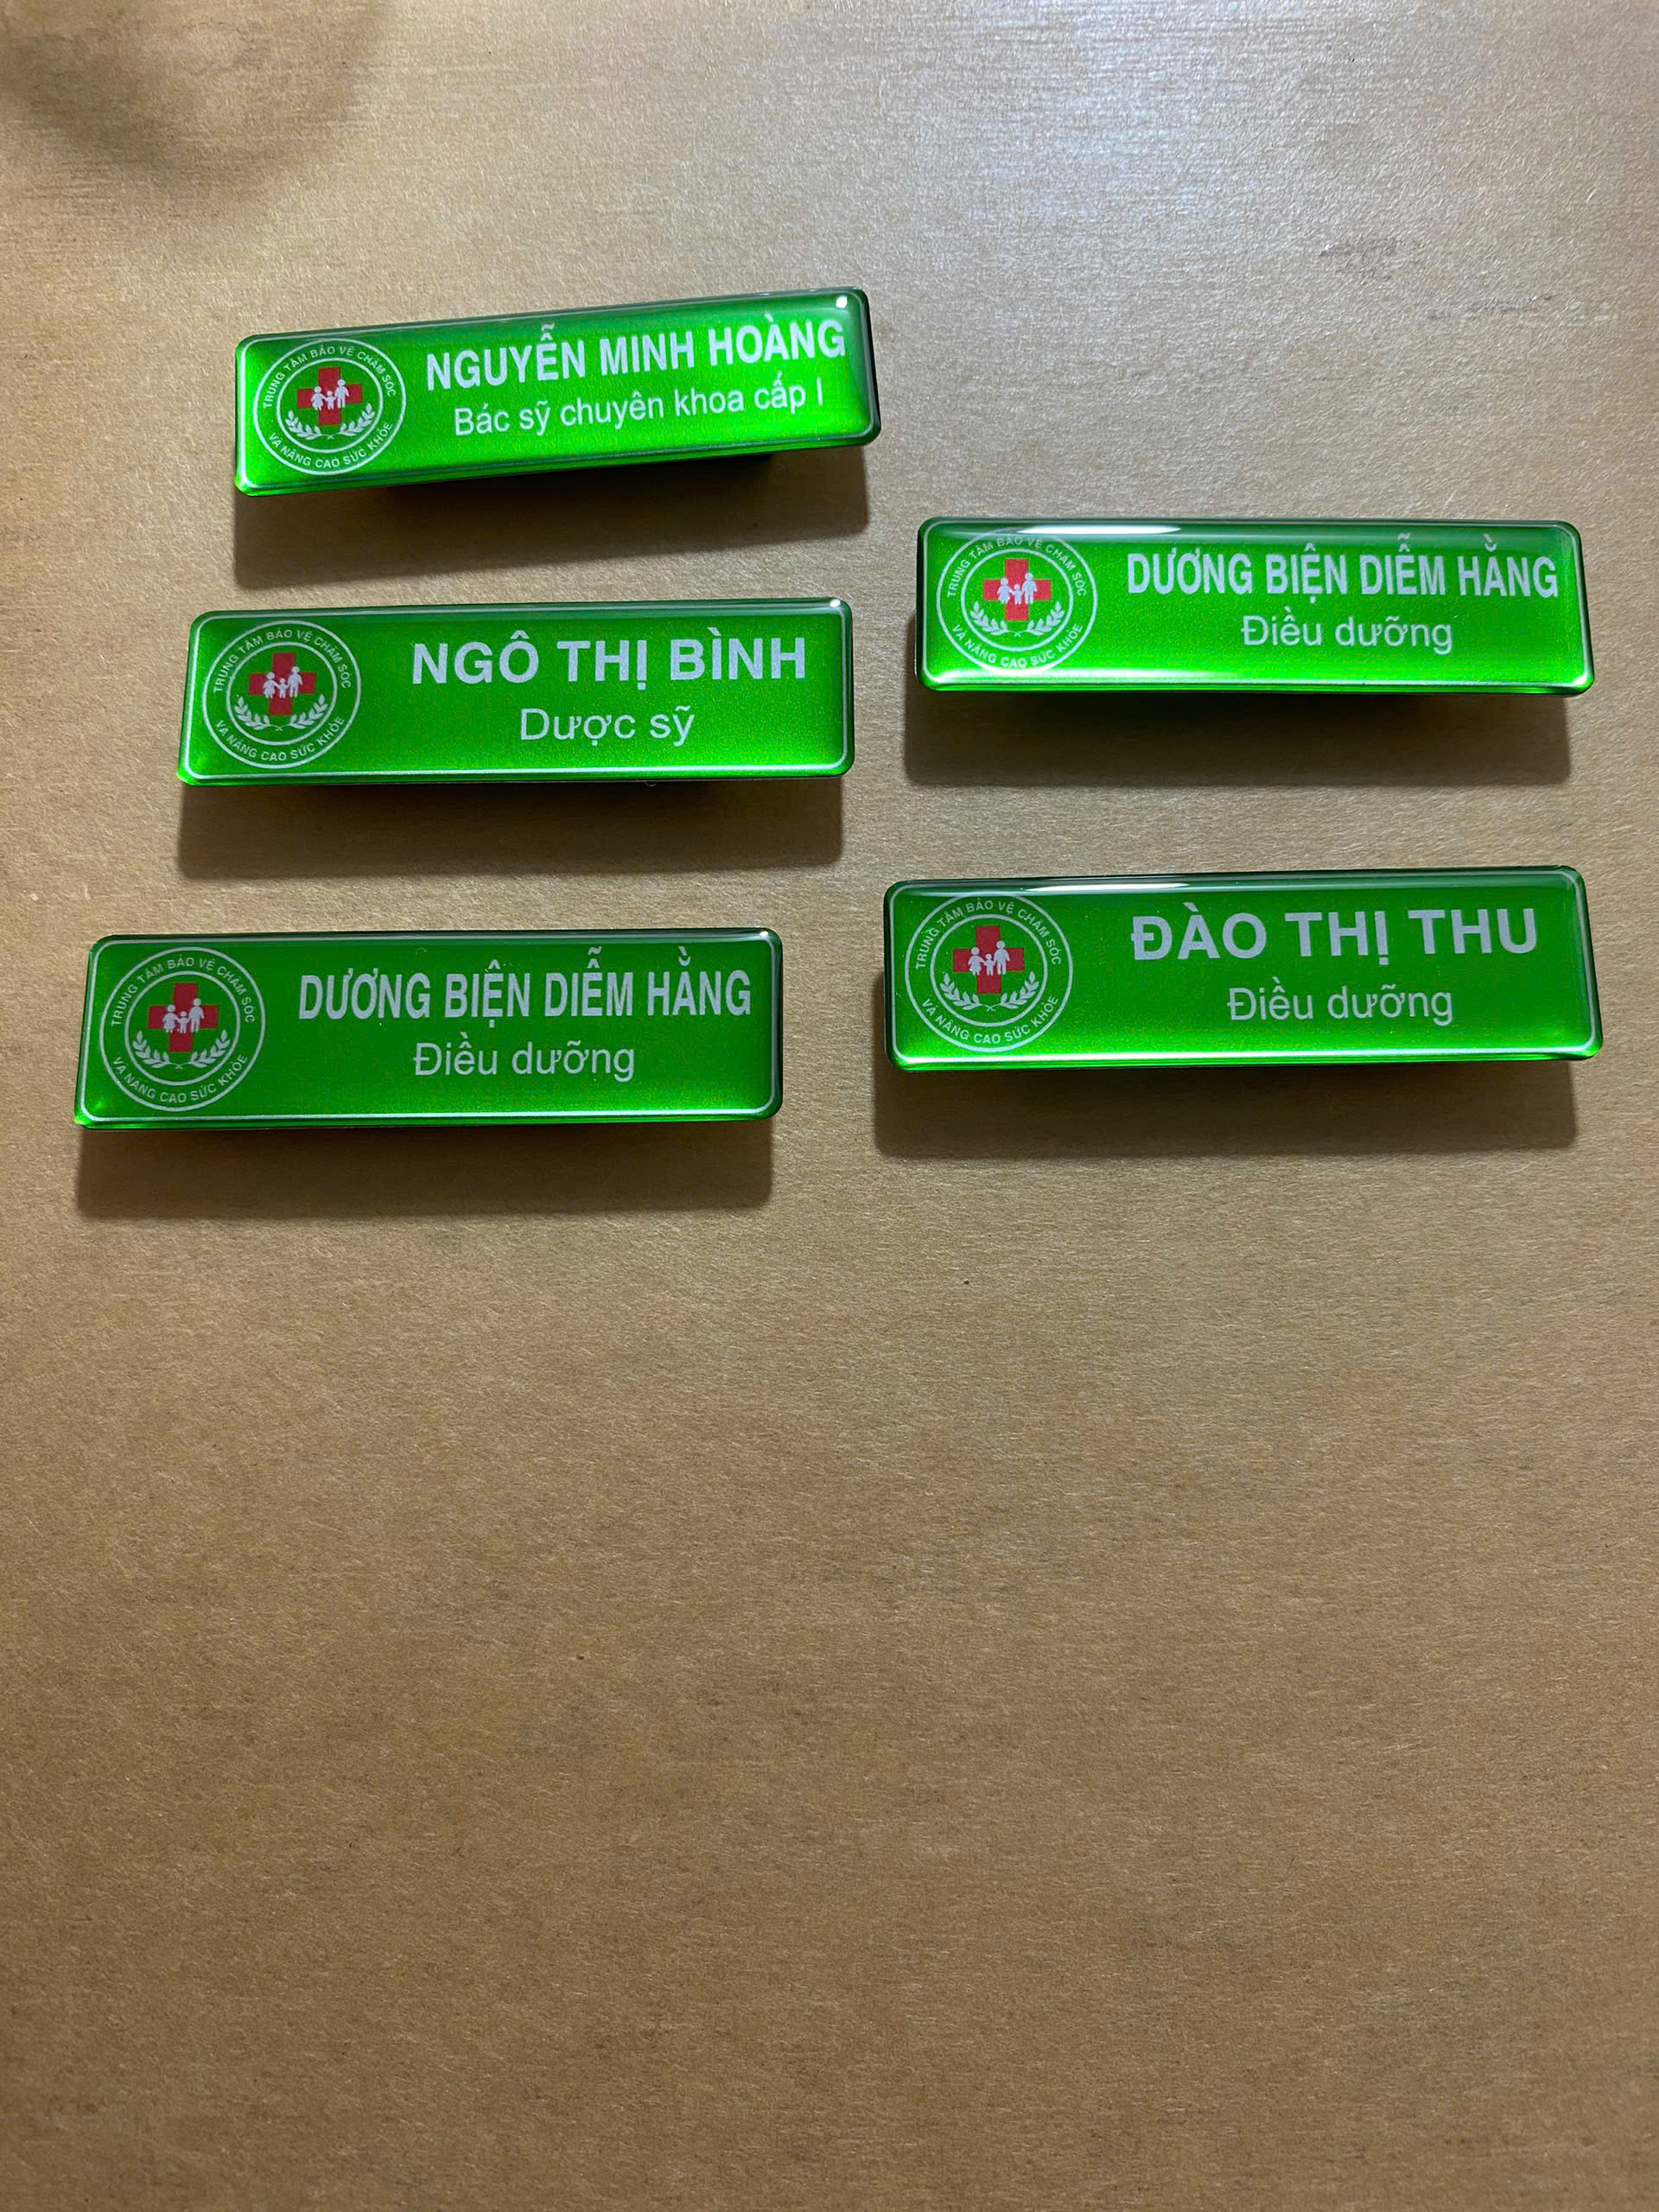 TRUNG TÂM BẢO VỆ CHĂM SÓC
VÀ NÂNG CAO SỨC KHỎE
NGUYỄN MINH HOÀNG
Bác sỹ chuyên khoa cấp I
TRUNG TÂM BẢO VỆ CHĂM SÓC
VÀ NÂNG CAO SỨC KHỎE
DƯƠNG BIỆN DIỄM HẰNG
Điều dưỡng
TRUNG TÂM BẢO VỆ CHĂM SÓC
VÀ NÂNG CAO SỨC KHỎE
NGÔ THỊ BÌNH
Dược sỹ
TRUNG TÂM BẢO VỆ CHĂM SÓC
VÀ NÂNG CAO SỨC KHỎE
ĐÀO THỊ THU
Điều dưỡng
TRUNG TÂM BẢO VỆ CHĂM SÓC
VÀ NÂNG CAO SỨC KHỎE
DƯƠNG BIỆN DIỄM HẰNG
Điều dưỡng